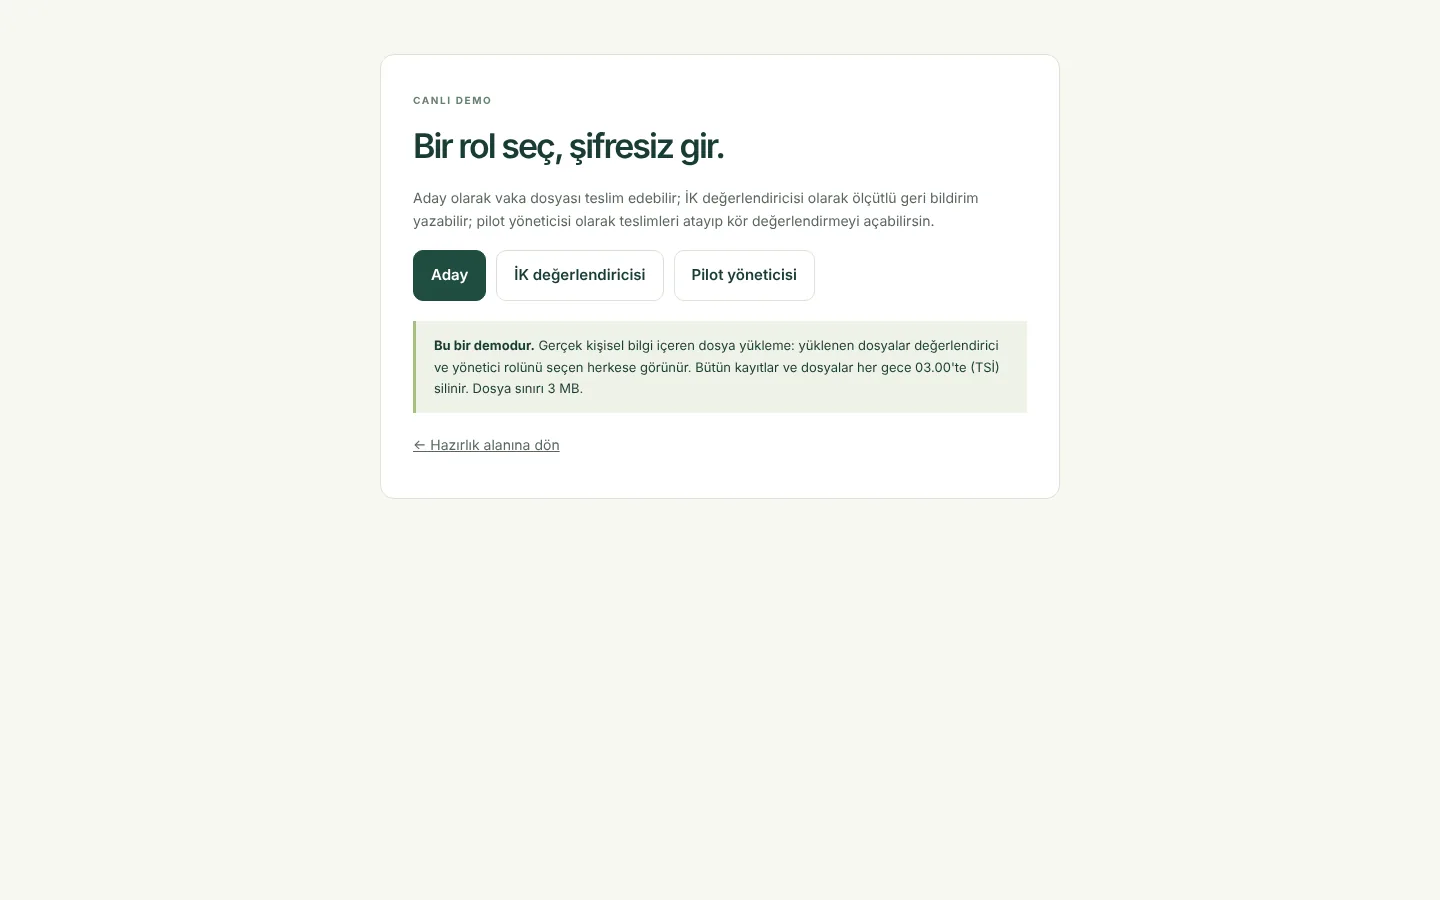 CANLI DEMO
Bir rol seç, şifresiz gir.
Aday olarak vaka dosyası teslim edebilir; İK değerlendiricisi olarak ölçütlü geri bildirim
yazabilir; pilot yöneticisi olarak teslimleri atayıp kör değerlendirmeyi açabilirsin.
Aday
İK değerlendiricisi
Pilot yöneticisi
Bu bir demodur. Gerçek kişisel bilgi içeren dosya yükleme: yüklenen dosyalar değerlendirici
ve yönetici rolünü seçen herkese görünür. Bütün kayıtlar ve dosyalar her gece 03.00'te (TSİ)
silinir. Dosya sınırı 3 MB.
← Hazırlık alanına dön